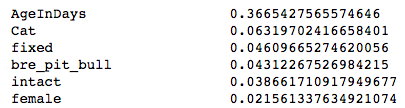 AgeInDays 0.3665427565574646
Cat 0.06319702416658401
fixed 0.04609665274620056
bre_pit_bull 0.04312267526984215
intact 0.038661710917949677
female 0.021561337634921074